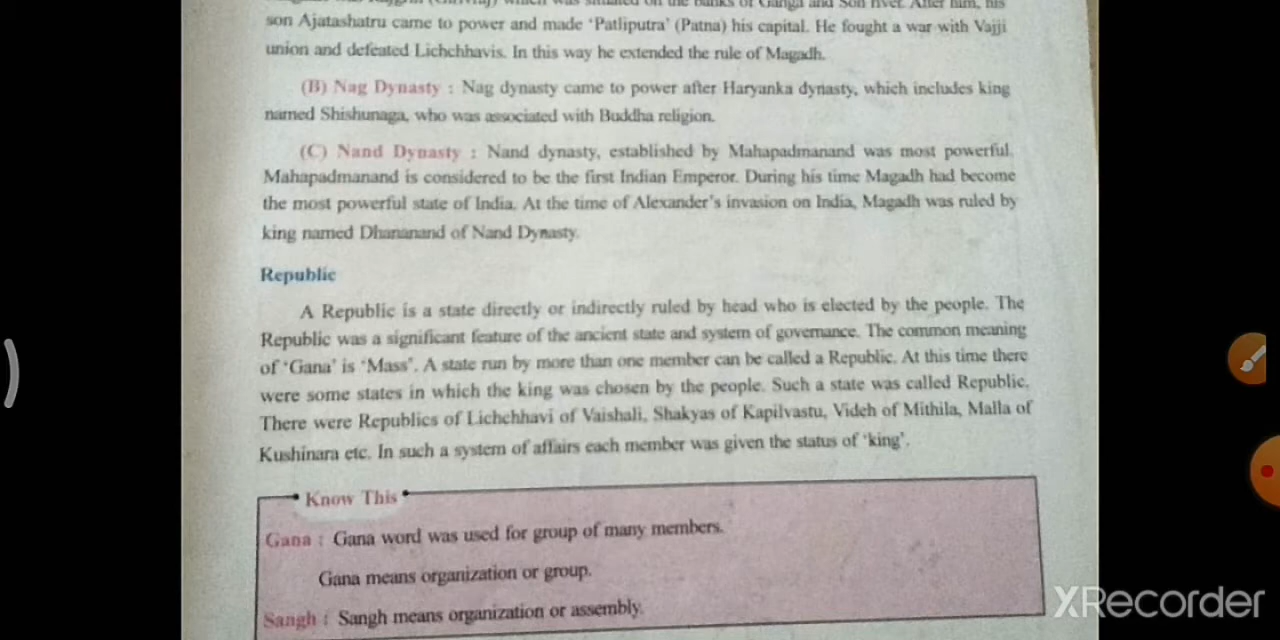 son Ajatashatru came to power and made ‘Patliputra’ (Patna) his capital. He fought a war with Vajji
union and defeated Lichchhavis. In this way he extended the rule of Magadh.
(B) Nag Dynasty : Nag dynasty came to power after Haryanka dynasty, which includes king
named Shishunaga, who was associated with Buddha religion.
(C) Nand Dynasty : Nand dynasty, established by Mahapadmanand was most powerful.
Mahapadmanand is considered to be the first Indian Emperor. During his time Magadh had become
the most powerful state of India. At the time of Alexander’s invasion on India, Magadh was ruled by
king named Dhananand of Nand Dynasty.
Republic
A Republic is a state directly or indirectly ruled by head who is elected by the people. The
Republic was a significant feature of the ancient state and system of governance. The common meaning
of ‘Gana’ is ‘Mass’. A state run by more than one member can be called a Republic. At this time there
were some states in which the king was chosen by the people. Such a state was called Republic.
There were Republics of Lichchhavi of Vaishali, Shakyas of Kapilvastu, Videh of Mithila, Malla of
Kushinara etc. In such a system of affairs each member was given the status of ‘king’.
Know This
Gana : Gana word was used for group of many members.
Gana means organization or group.
Sangh : Sangh means organization or assembly.
XRecorder